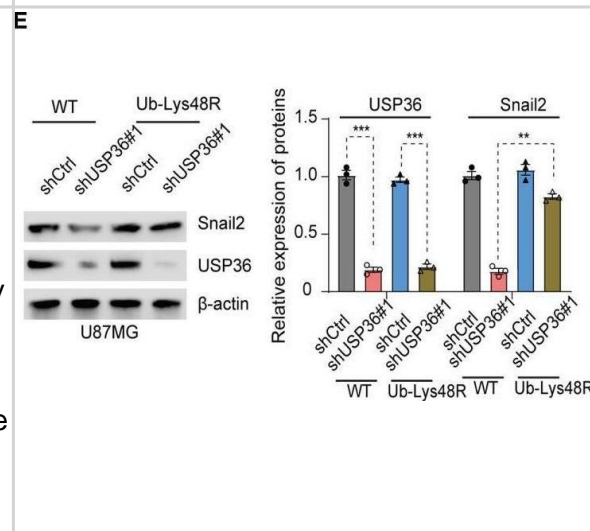 E
WT Ub-Lys48R
shCtrl shUSP36#1 shCtrl shUSP36#1
Snail2
USP36
β-actin
U87MG
Relative expression of proteins
USP36 Snail2
*** *** **
1.5
1.0
0.5
0
shCtrl shUSP36#1 shCtrl shUSP36#1 shCtrl shUSP36#1 shCtrl shUSP36#1
WT Ub-Lys48R WT Ub-Lys48R
e